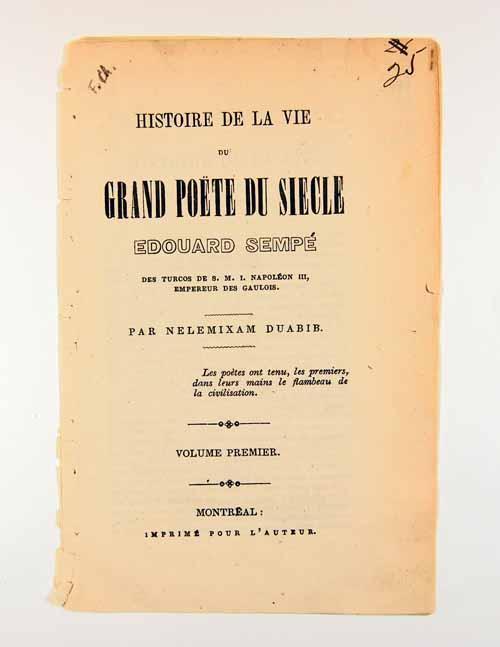 F. Ch.
25
HISTOIRE DE LA VIE
DU
GRAND POËTE DU SIECLE
EDOUARD SEMPÉ
DES TURCOS DE S. M. I. NAPOLÉON III,
EMPEREUR DES GAULOIS.
PAR NELEMIXAM DUABIB.
Les poètes ont tenu, les premiers,
dans leurs mains le flambeau de
la civilisation.
VOLUME PREMIER.
MONTRÉAL:
IMPRIMÉ POUR L'AUTEUR.